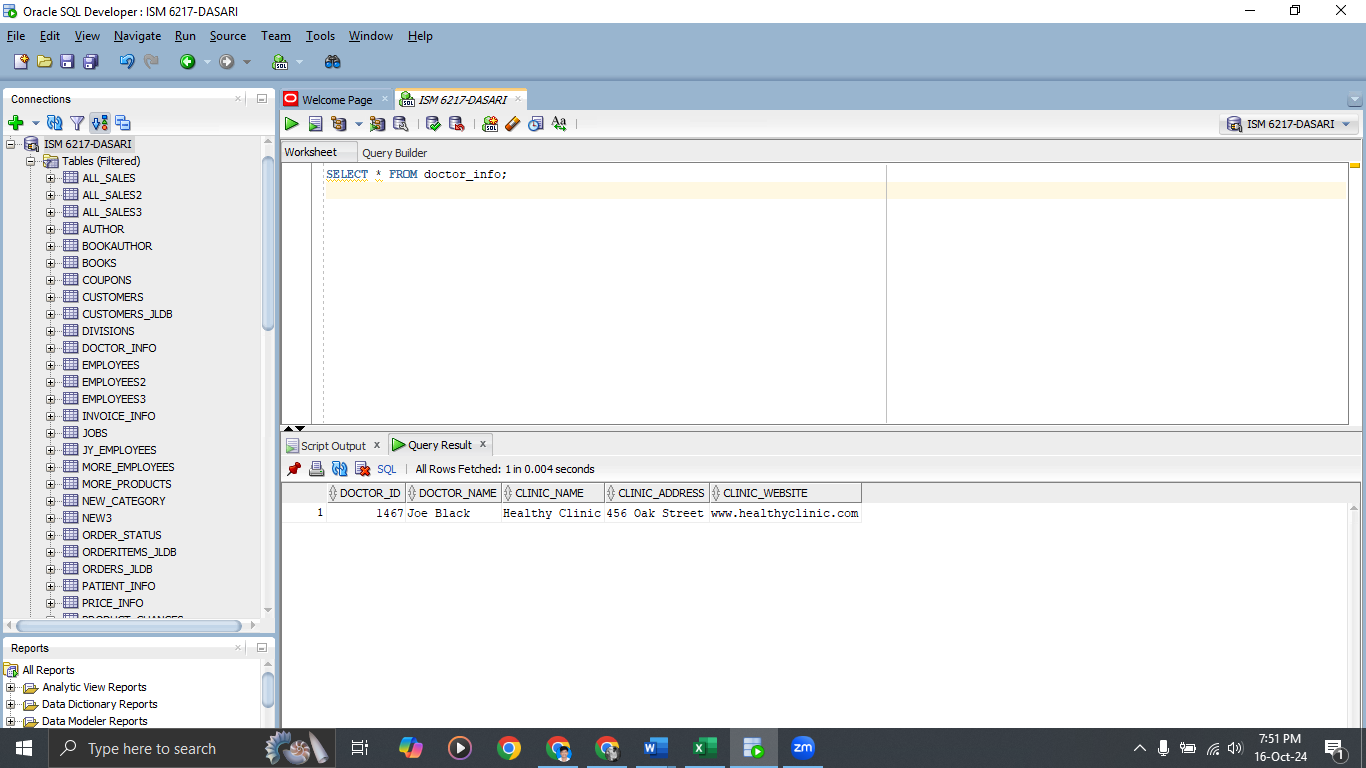 Oracle SQL Developer : ISM 6217-DASARI
File Edit View Navigate Run Source Team Tools Window Help
Connections
Welcome Page
ISM 6217-DASARI
ISM 6217-DASARI
Worksheet
Query Builder
SELECT * FROM doctor_info;
ISM 6217-DASARI
Tables (Filtered)
ALL_SALES
ALL_SALES2
ALL_SALES3
AUTHOR
BOOKAUTHOR
BOOKS
COUPONS
CUSTOMERS
CUSTOMERS_JLDB
DIVISIONS
DOCTOR_INFO
EMPLOYEES
EMPLOYEES2
EMPLOYEES3
INVOICE_INFO
JOBS
JY_EMPLOYEES
MORE_EMPLOYEES
MORE_PRODUCTS
NEW_CATEGORY
NEW3
ORDER_STATUS
ORDERITEMS_JLDB
ORDERS_JLDB
PATIENT_INFO
PRICE_INFO
Script Output x
Query Result x
SQL | All Rows Fetched: 1 in 0.004 seconds
DOCTOR_ID DOCTOR_NAME CLINIC_NAME CLINIC_ADDRESS CLINIC_WEBSITE
1 1467 Joe Black Healthy Clinic 456 Oak Street www.healthyclinic.com
Reports
All Reports
Analytic View Reports
Data Dictionary Reports
Data Modeler Reports
Type here to search
zm
7:51 PM
16-Oct-24
1